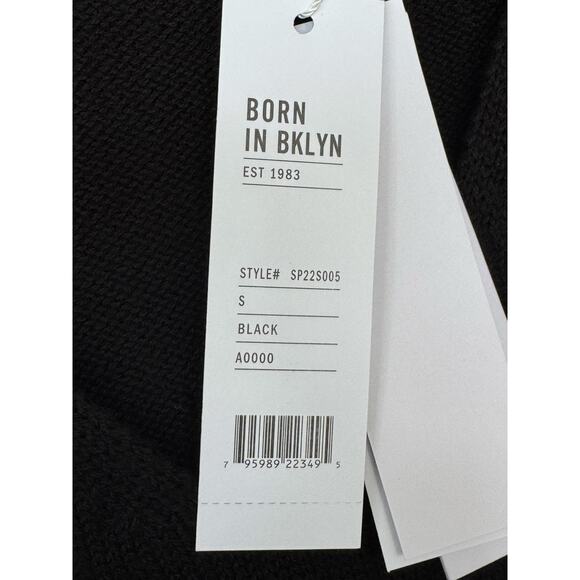 BORN
IN BKLYN
EST 1983
STYLE# SP22S005
S
BLACK
A0000
7 95989 22349 5